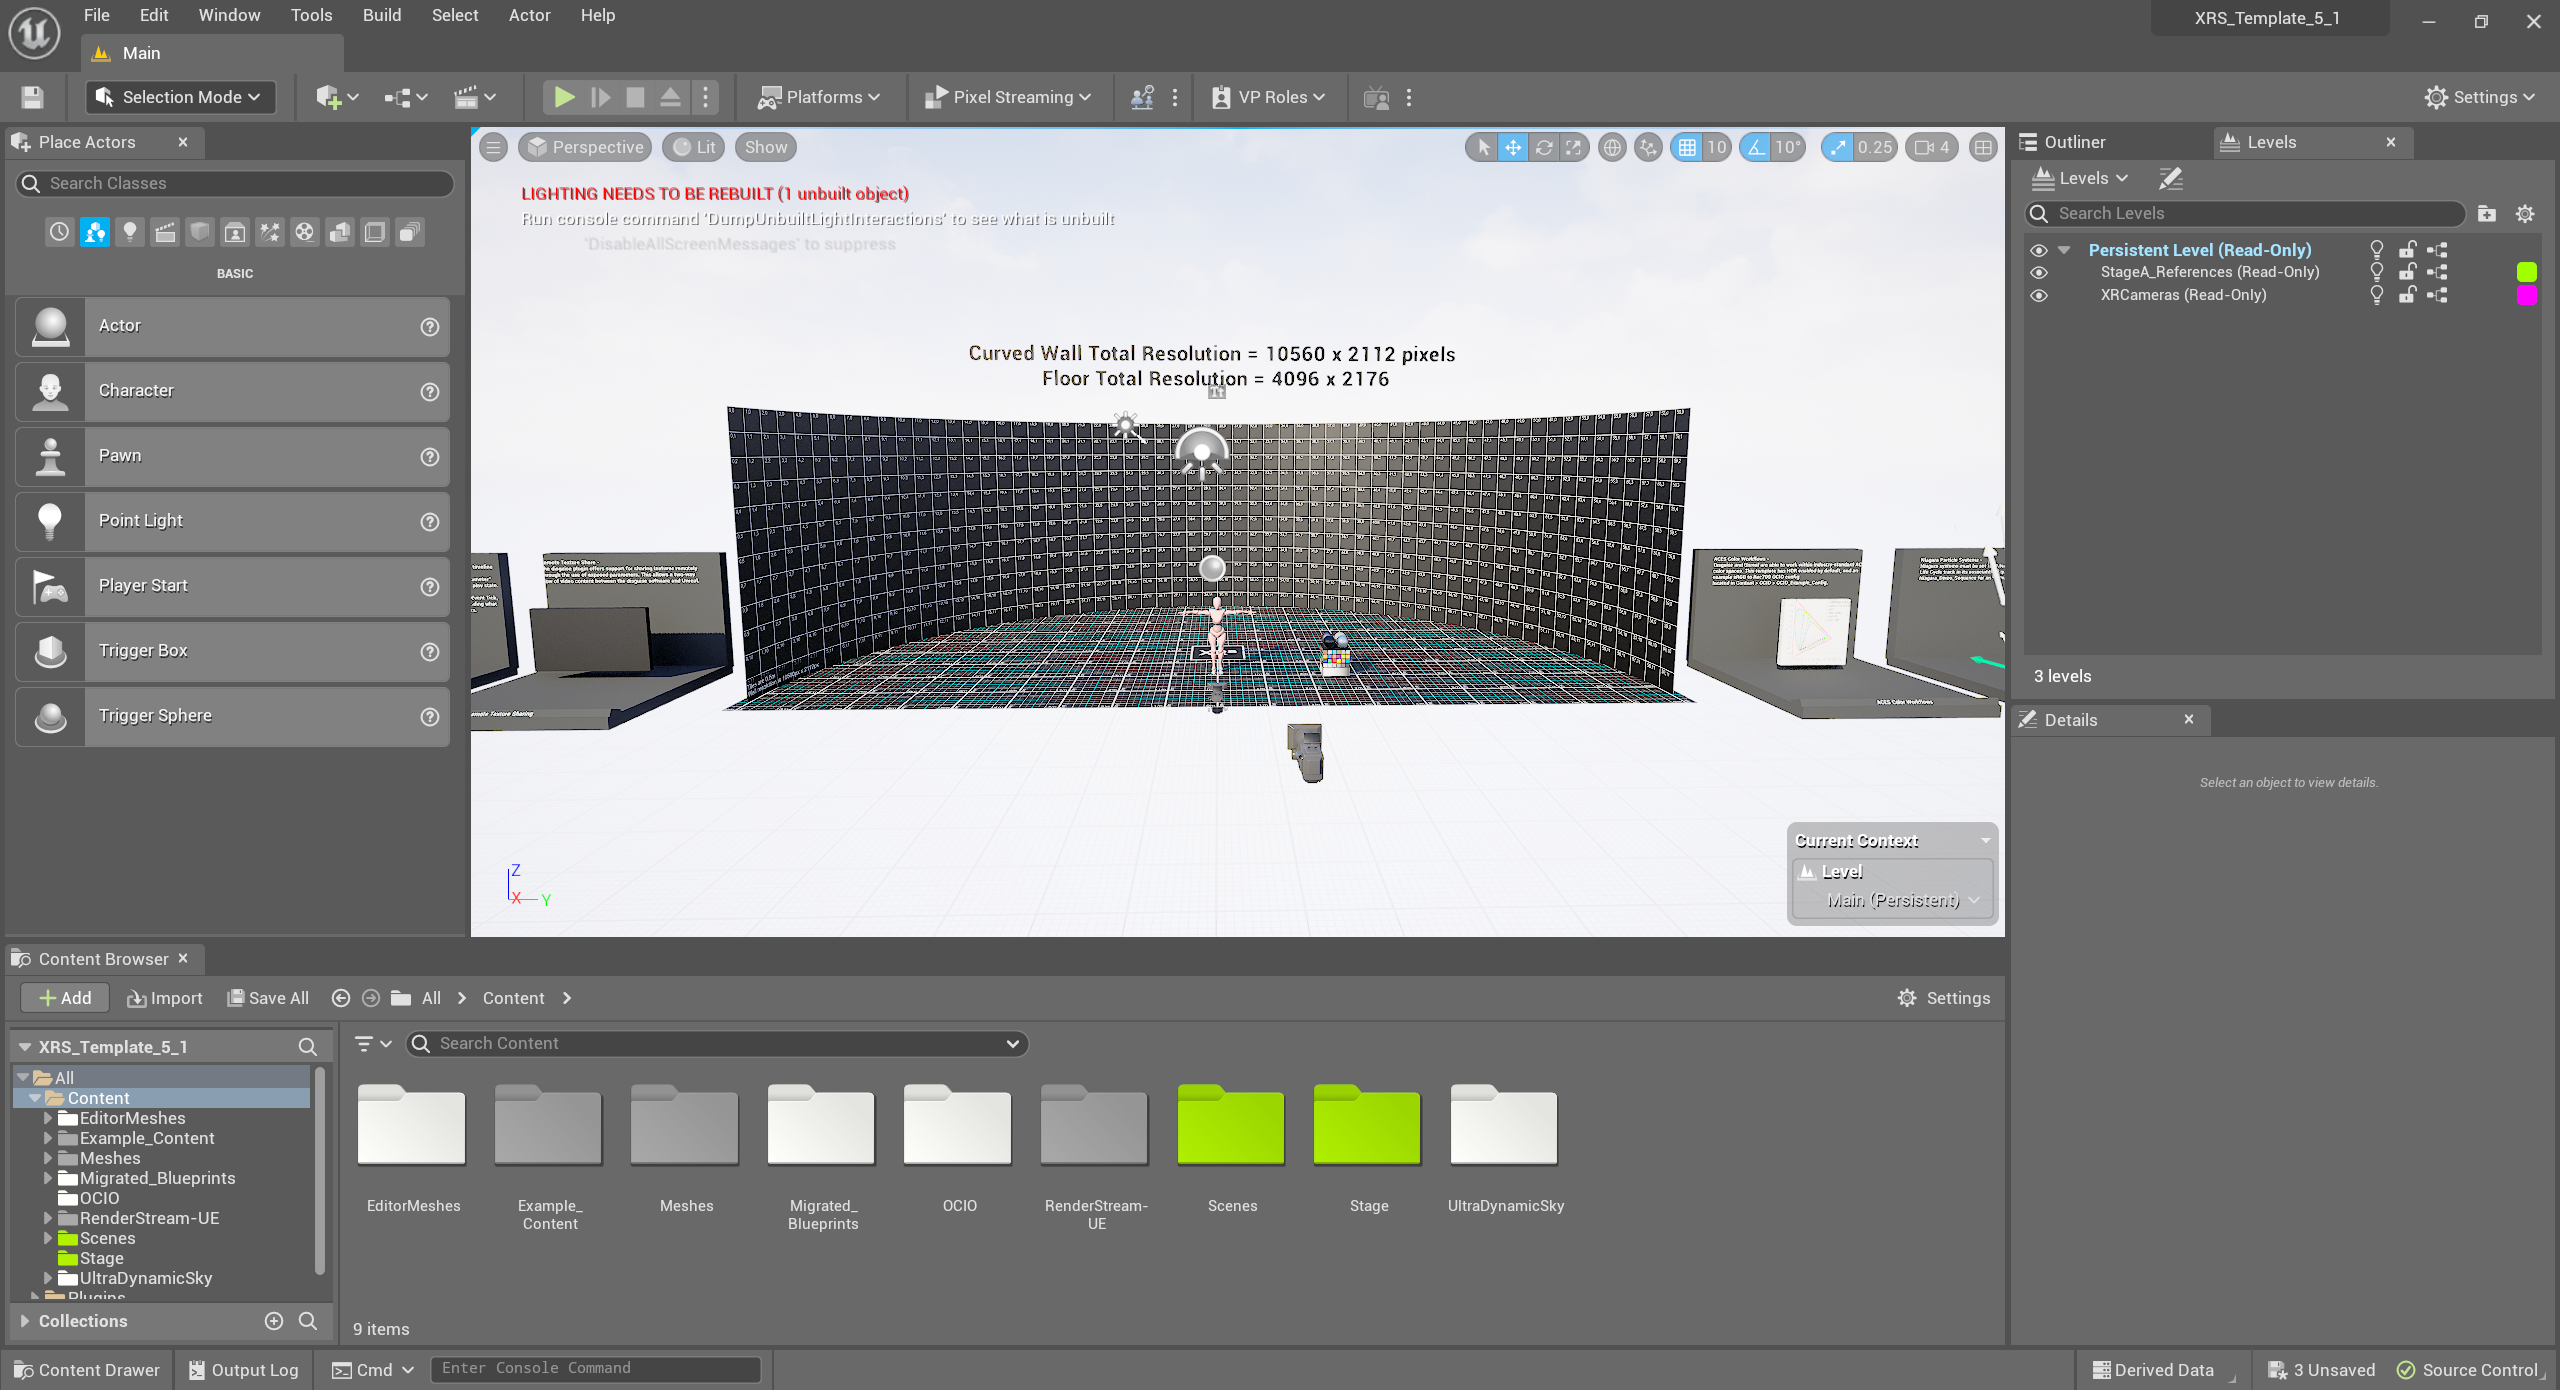 File Edit Window Tools Build Select Actor Help
XRS_Template_5_1
Main
Selection Mode
Platforms
Pixel Streaming
VP Roles
Settings
Place Actors
Search Classes
BASIC
Actor
Character
Pawn
Point Light
Player Start
Trigger Box
Trigger Sphere
Perspective
Lit
Show
10
10°
0.25
4
LIGHTING NEEDS TO BE REBUILT (1 unbuilt object)
Run console command 'DumpUnbuiltLightInteractions' to see what is unbuilt
'DisableAllScreenMessages' to suppress
Curved Wall Total Resolution = 10560 x 2112 pixels
Floor Total Resolution = 4096 x 2176
ACES Color Workflows -
ACES Color Workflows
Z
X
Y
Current Context
Level
Main (Persistent)
Outliner
Levels
Levels
Search Levels
Persistent Level (Read-Only)
StageA_References (Read-Only)
XRCameras (Read-Only)
3 levels
Details
Select an object to view details.
Content Browser
Add
Import
Save All
All
Content
Settings
XRS_Template_5_1
All
Content
EditorMeshes
Example_Content
Meshes
Migrated_Blueprints
OCIO
RenderStream-UE
Scenes
Stage
UltraDynamicSky
Plugins
Collections
Search Content
EditorMeshes
Example_
Content
Meshes
Migrated_
Blueprints
OCIO
RenderStream-
UE
Scenes
Stage
UltraDynamicSky
9 items
Content Drawer
Output Log
Cmd
Enter Console Command
Derived Data
3 Unsaved
Source Control